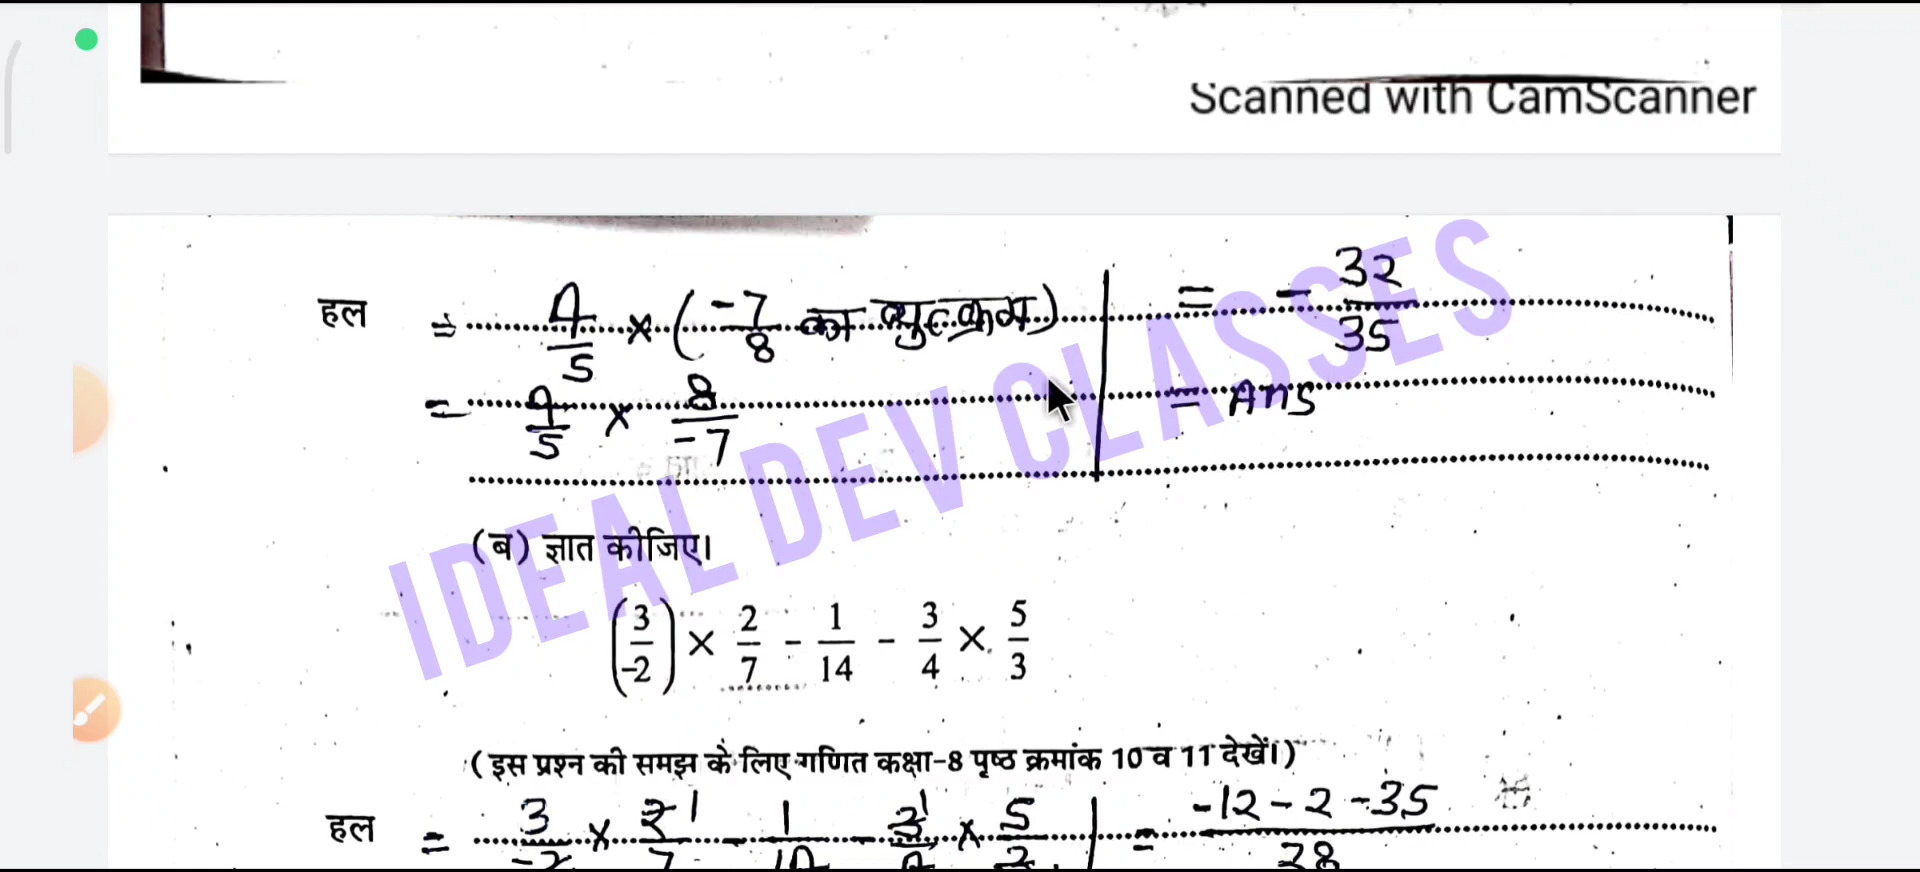 Scanned with CamScanner
हल = 4/5 × (-7/8 का व्युत्क्रम)
= 4/5 × 8/-7
= - 32/35
= Ans
IDEAL DEV CLASSES
(ब) ज्ञात कीजिए।
(3/-2) × 2/7 - 1/14 - 3/4 × 5/3
(इस प्रश्न की समझ के लिए गणित कक्षा-8 पृष्ठ क्रमांक 10 व 11 देखें।)
हल = 3/-2 × 2/7 - 1/ - 3 × 5/3
= -12 - 2 -35/28